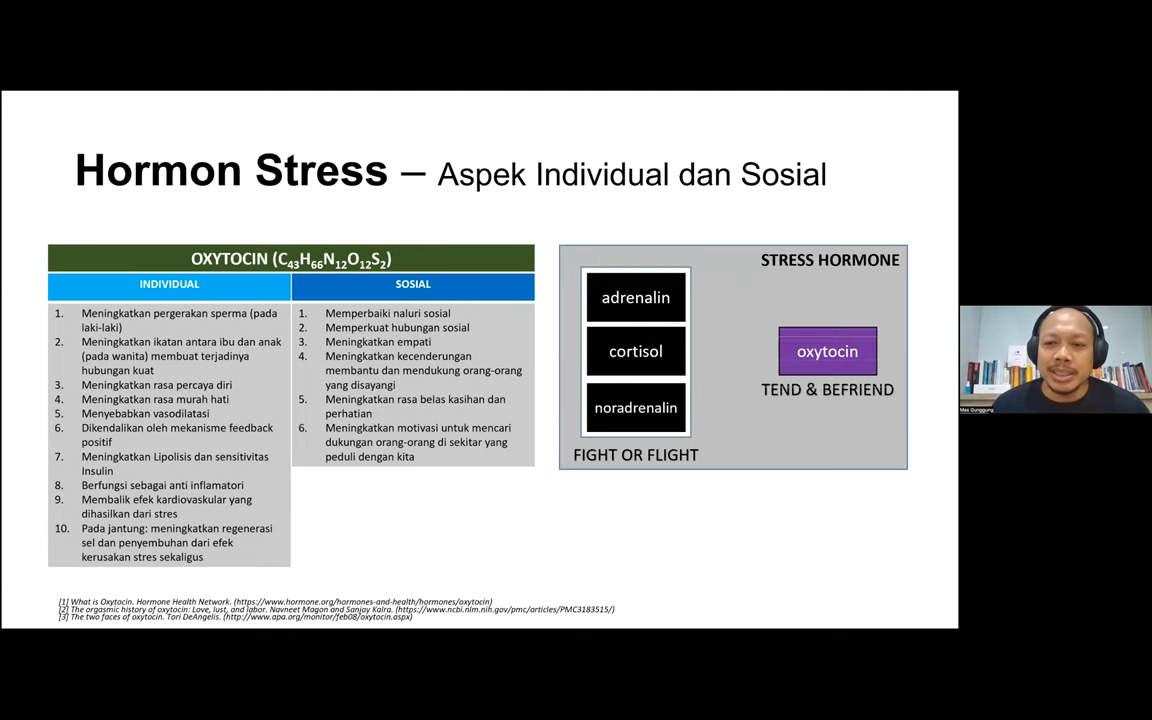 Hormon Stress – Aspek Individual dan Sosial
OXYTOCIN (C43H66N12O12S2)
INDIVIDUAL
1. Meningkatkan pergerakan sperma (pada
laki-laki)
2. Meningkatkan ikatan antara ibu dan anak
(pada wanita) membuat terjadinya
hubungan kuat
3. Meningkatkan rasa percaya diri
4. Meningkatkan rasa murah hati
5. Menyebabkan vasodilatasi
6. Dikendalikan oleh mekanisme feedback
positif
7. Meningkatkan Lipolisis dan sensitivitas
Insulin
8. Berfungsi sebagai anti inflamatori
9. Membalik efek kardiovaskular yang
dihasilkan dari stres
10. Pada jantung: meningkatkan regenerasi
sel dan penyembuhan dari efek
kerusakan stres sekaligus
SOSIAL
1. Memperbaiki naluri sosial
2. Memperkuat hubungan sosial
3. Meningkatkan empati
4. Meningkatkan kecenderungan
membantu dan mendukung orang-orang
yang disayangi
5. Meningkatkan rasa belas kasihan dan
perhatian
6. Meningkatkan motivasi untuk mencari
dukungan orang-orang di sekitar yang
peduli dengan kita
STRESS HORMONE
adrenalin
cortisol
noradrenalin
FIGHT OR FLIGHT
oxytocin
TEND & BEFRIEND
Mas Gunggung
[1] What is Oxytocin. Hormone Health Network. (https://www.hormone.org/hormones-and-health/hormones/oxytocin)
[2] The orgasmic history of oxytocin: Love, lust, and labor. Navneet Magon and Sanjay Kalra. (https://www.ncbi.nlm.nih.gov/pmc/articles/PMC3183515/)
[3] The two faces of oxytocin. Tori DeAngelis. (http://www.apa.org/monitor/feb08/oxytocin.aspx)